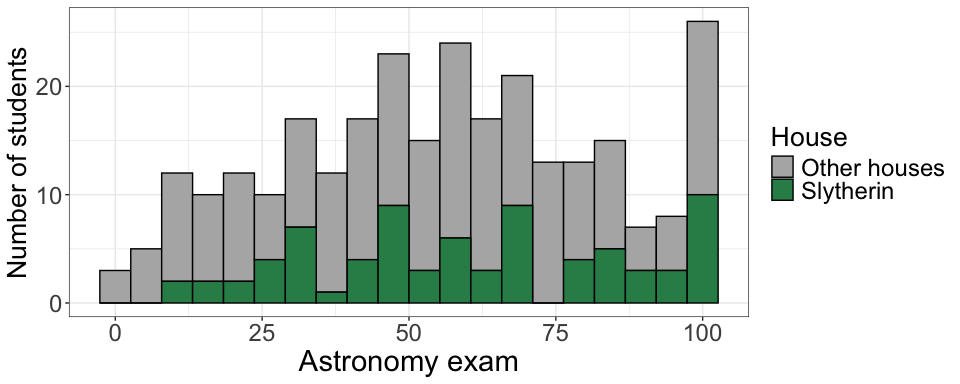 Number of students
20
10
0
0 25 50 75 100
Astronomy exam
House
Other houses
Slytherin